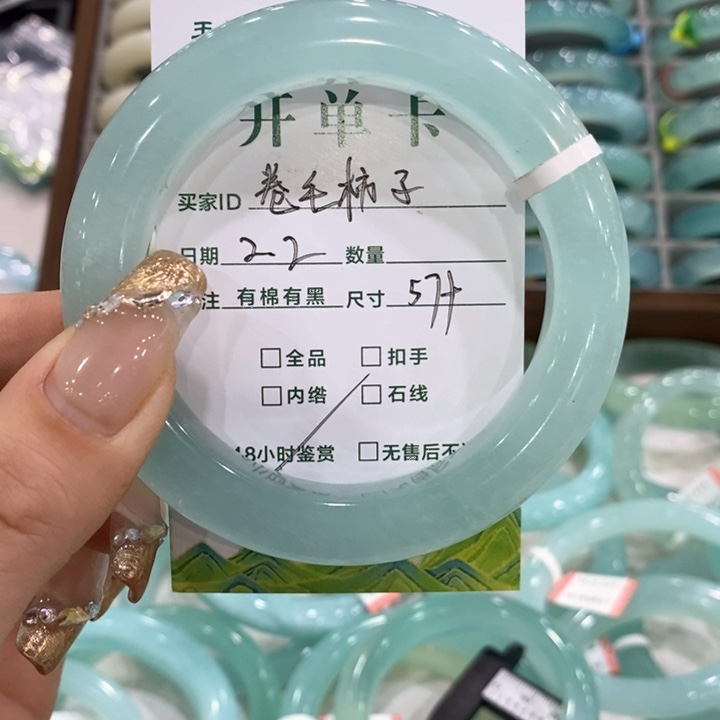 开单卡
买家ID 卷毛柿子
日期 2-2 数量
注 有棉有黑 尺寸 57+
□全品 □扣手
□内绺 □石线
48小时鉴赏 □无售后不